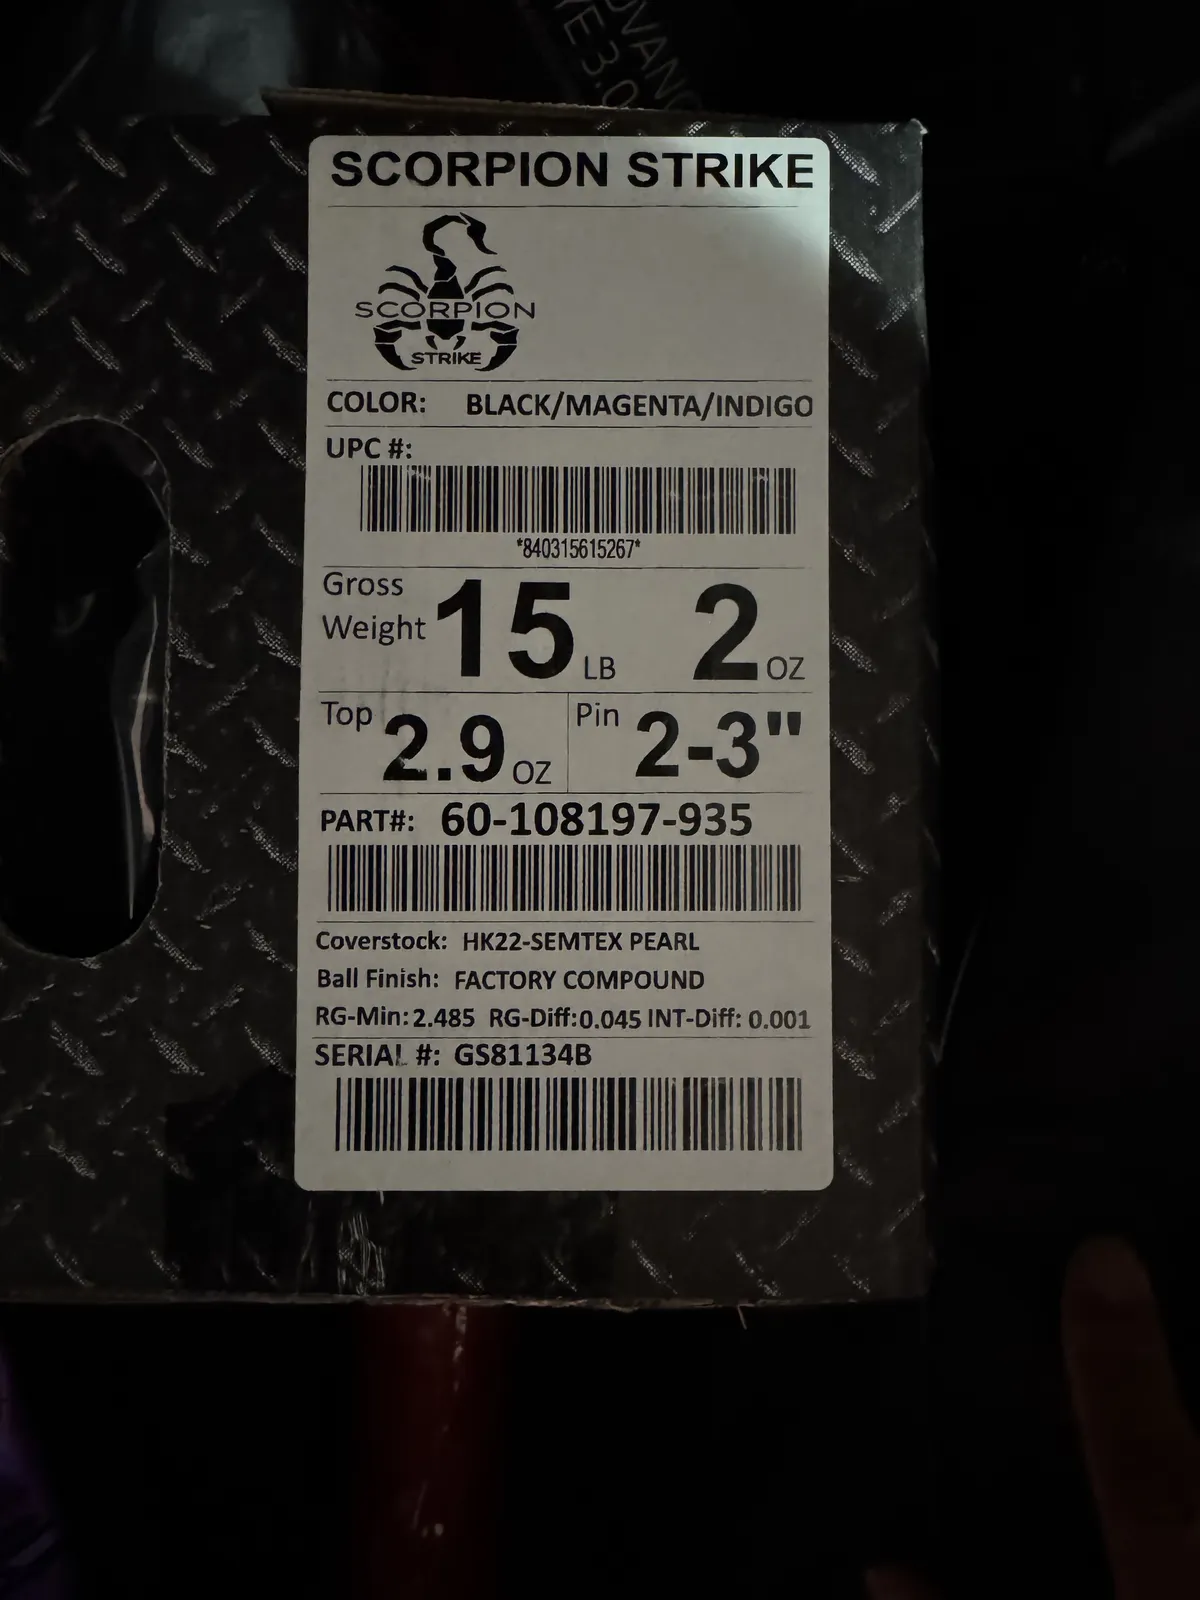 SCORPION STRIKE
SCORPION
STRIKE
COLOR: BLACK/MAGENTA/INDIGO
UPC #:
*840315615267*
Gross
Weight 15 LB 2 OZ
Top 2.9 OZ Pin 2-3"
PART#: 60-108197-935
Coverstock: HK22-SEMTEX PEARL
Ball Finish: FACTORY COMPOUND
RG-Min: 2.485 RG-Diff: 0.045 INT-Diff: 0.001
SERIAL #: GS81134B